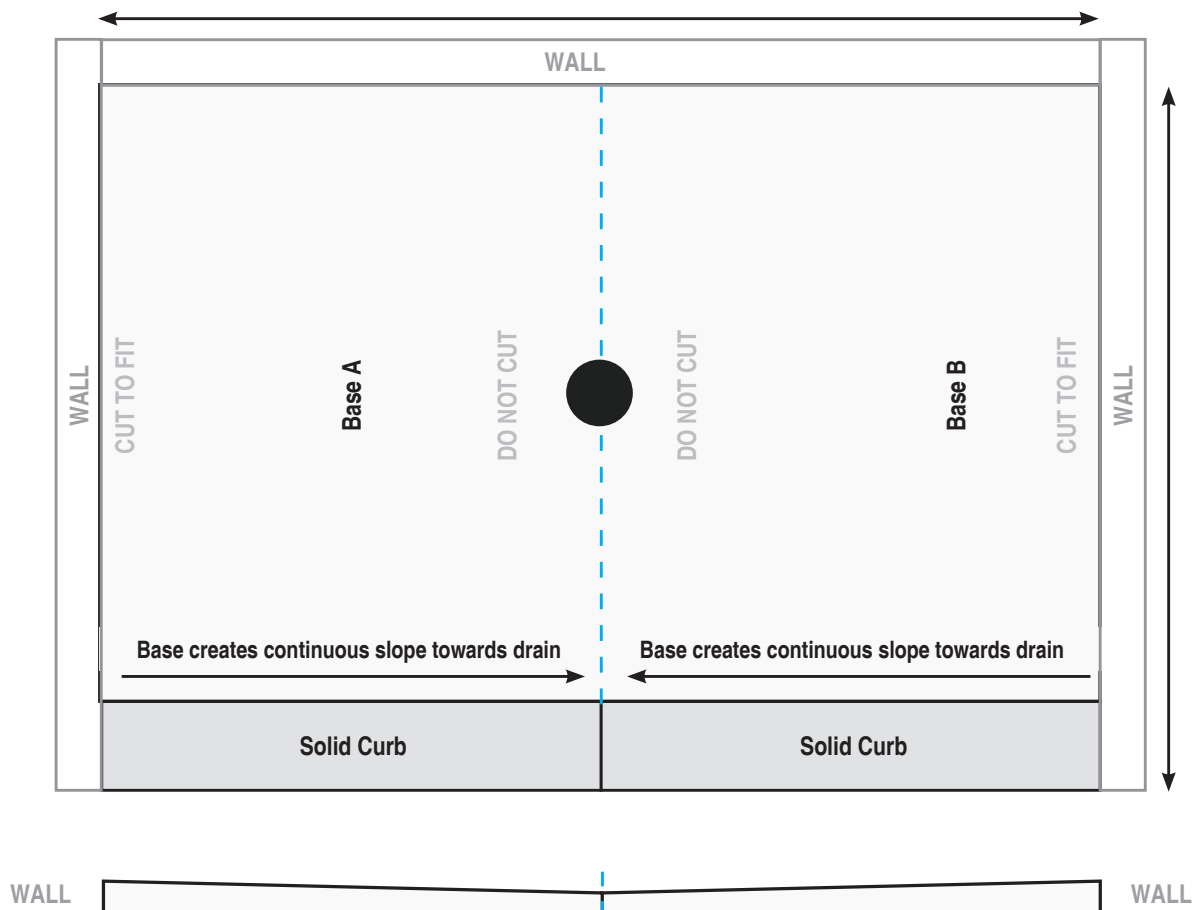 WALL
WALL
CUT TO FIT
Base A
DO NOT CUT
DO NOT CUT
Base B
CUT TO FIT
WALL
Base creates continuous slope towards drain
Base creates continuous slope towards drain
Solid Curb
Solid Curb
WALL
WALL